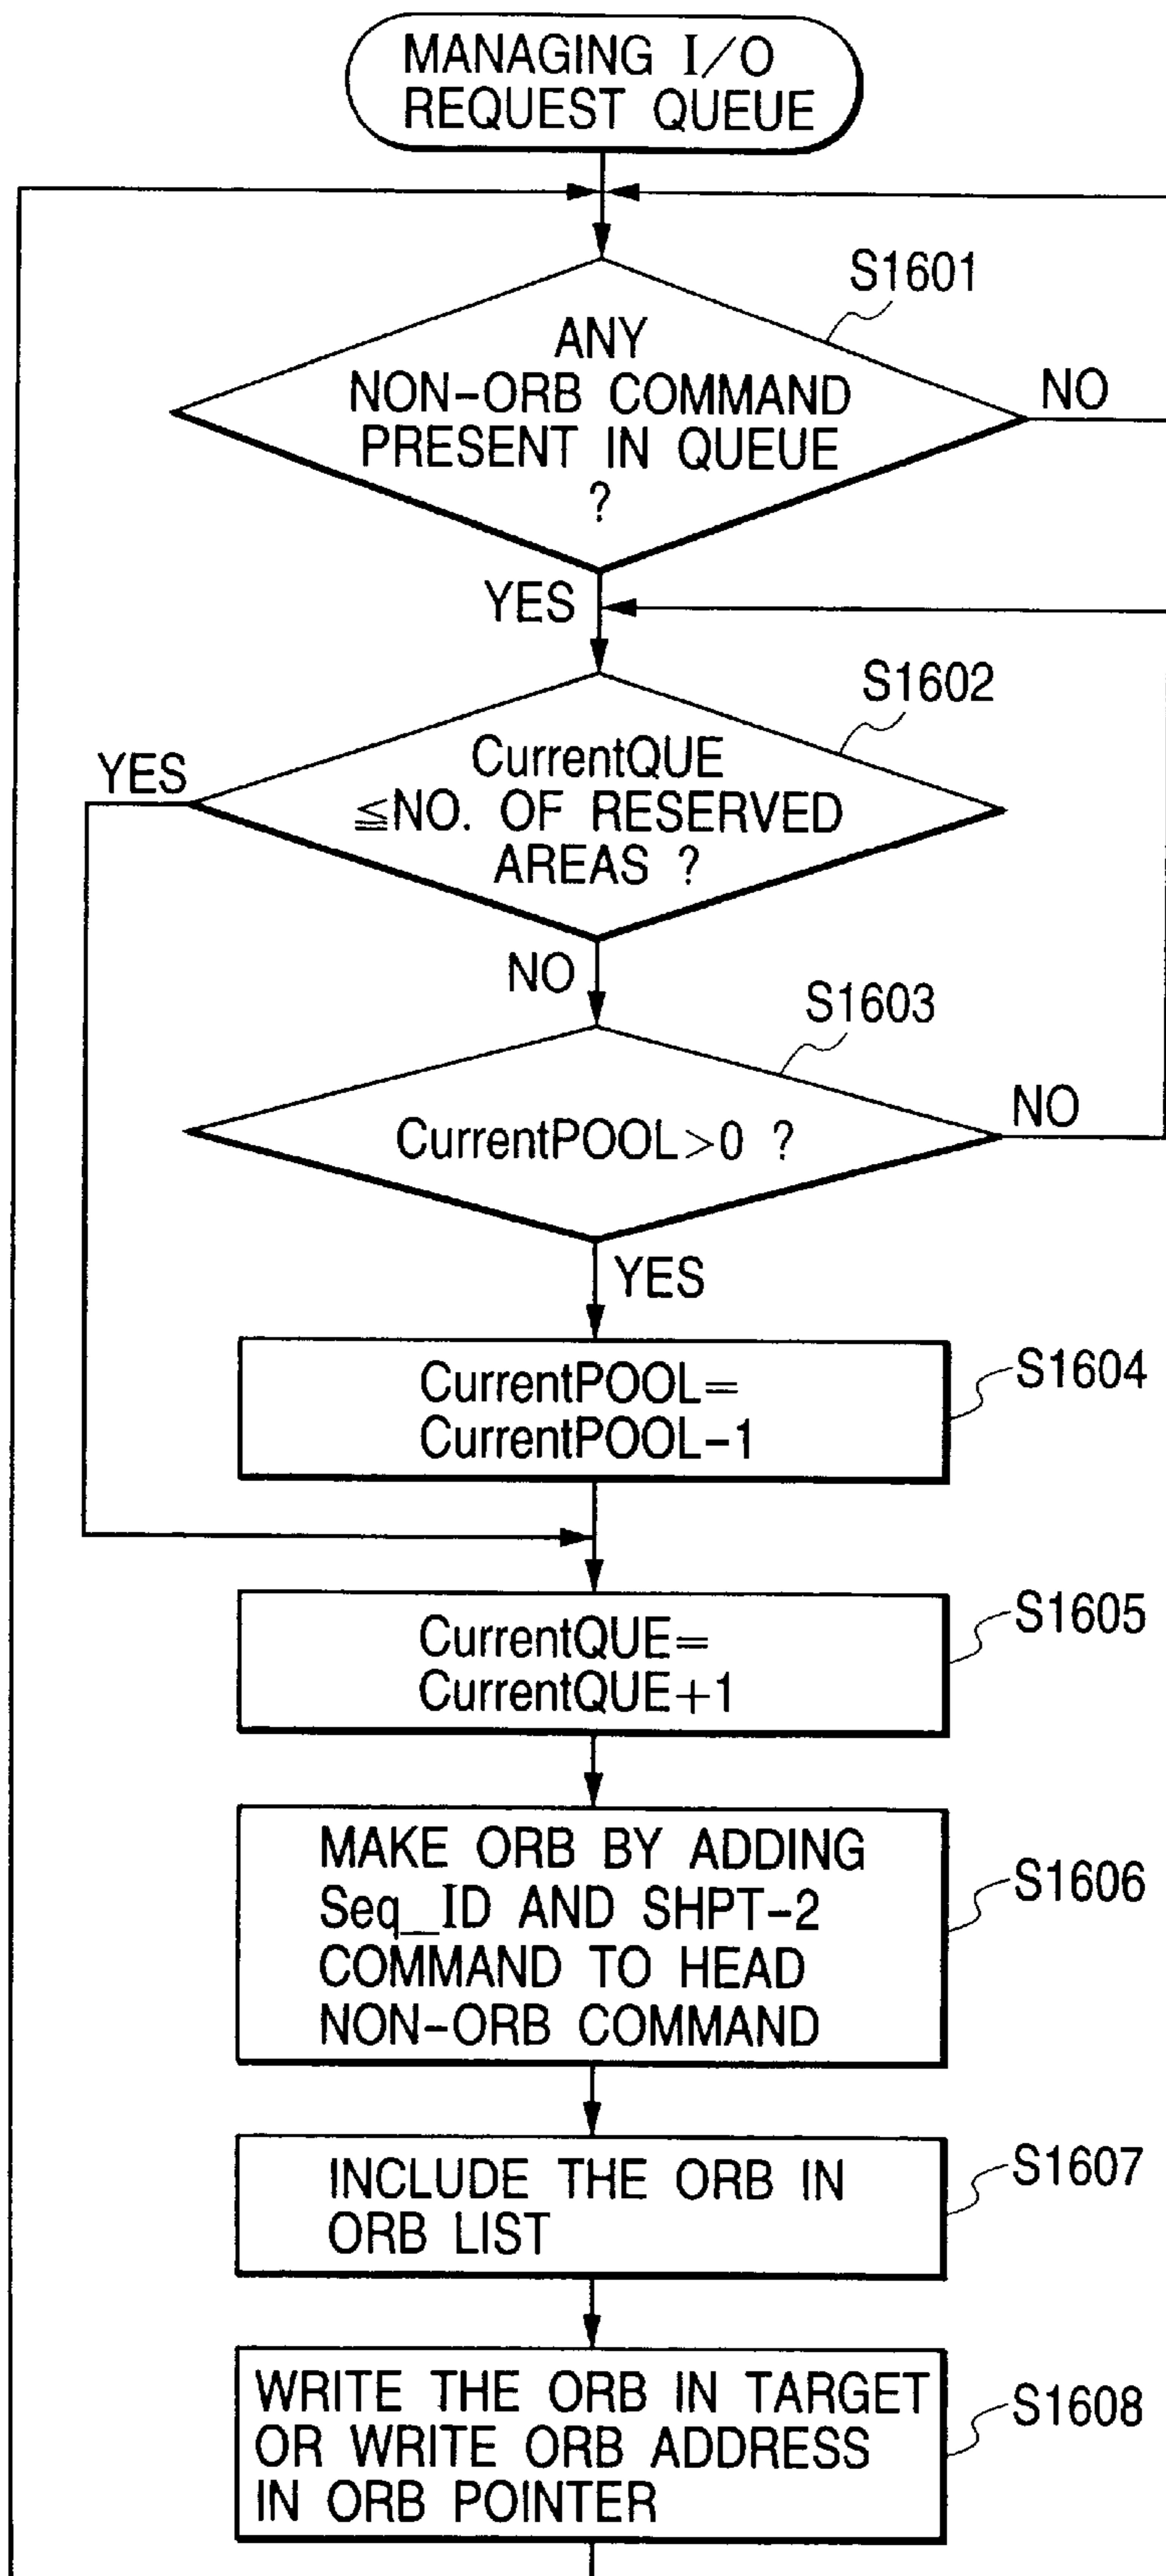 MANAGING I/O
REQUEST QUEUE
S1601
ANY
NON-ORB COMMAND
PRESENT IN QUEUE
?
NO
YES
S1602
YES
CurrentQUE
≦NO. OF RESERVED
AREAS ?
NO
S1603
CurrentPOOL>0 ?
NO
YES
CurrentPOOL=
CurrentPOOL-1
S1604
CurrentQUE=
CurrentQUE+1
S1605
MAKE ORB BY ADDING
Seq_ID AND SHPT-2
COMMAND TO HEAD
NON-ORB COMMAND
S1606
INCLUDE THE ORB IN
ORB LIST
S1607
WRITE THE ORB IN TARGET
OR WRITE ORB ADDRESS
IN ORB POINTER
S1608